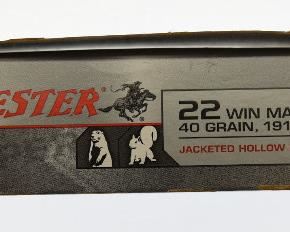 ESTER
22 WIN MA
40 GRAIN, 191
JACKETED HOLLOW